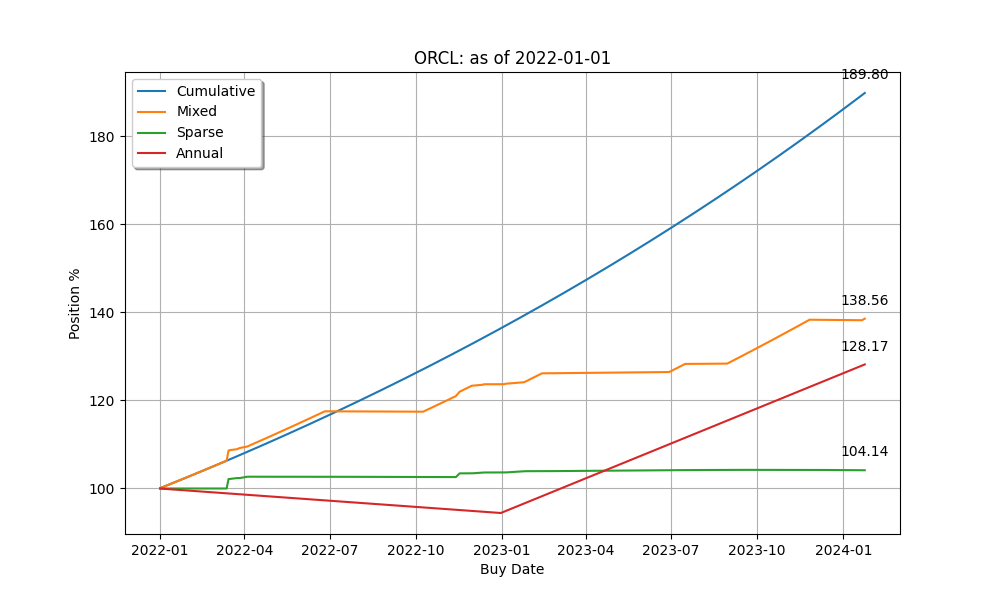 ORCL: as of 2022-01-01
Cumulative
Mixed
Sparse
Annual
189.80
138.56
128.17
104.14
180
160
140
120
100
Position %
2022-01 2022-04 2022-07 2022-10 2023-01 2023-04 2023-07 2023-10 2024-01
Buy Date